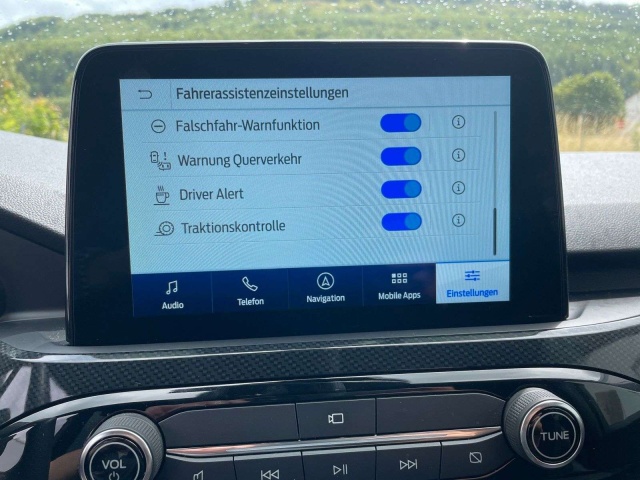 Fahrerassistenzeinstellungen
Falschfahr-Warnfunktion
Warnung Querverkehr
Driver Alert
Traktionskontrolle
Audio
Telefon
Navigation
Mobile Apps
Einstellungen
VOL
TUNE